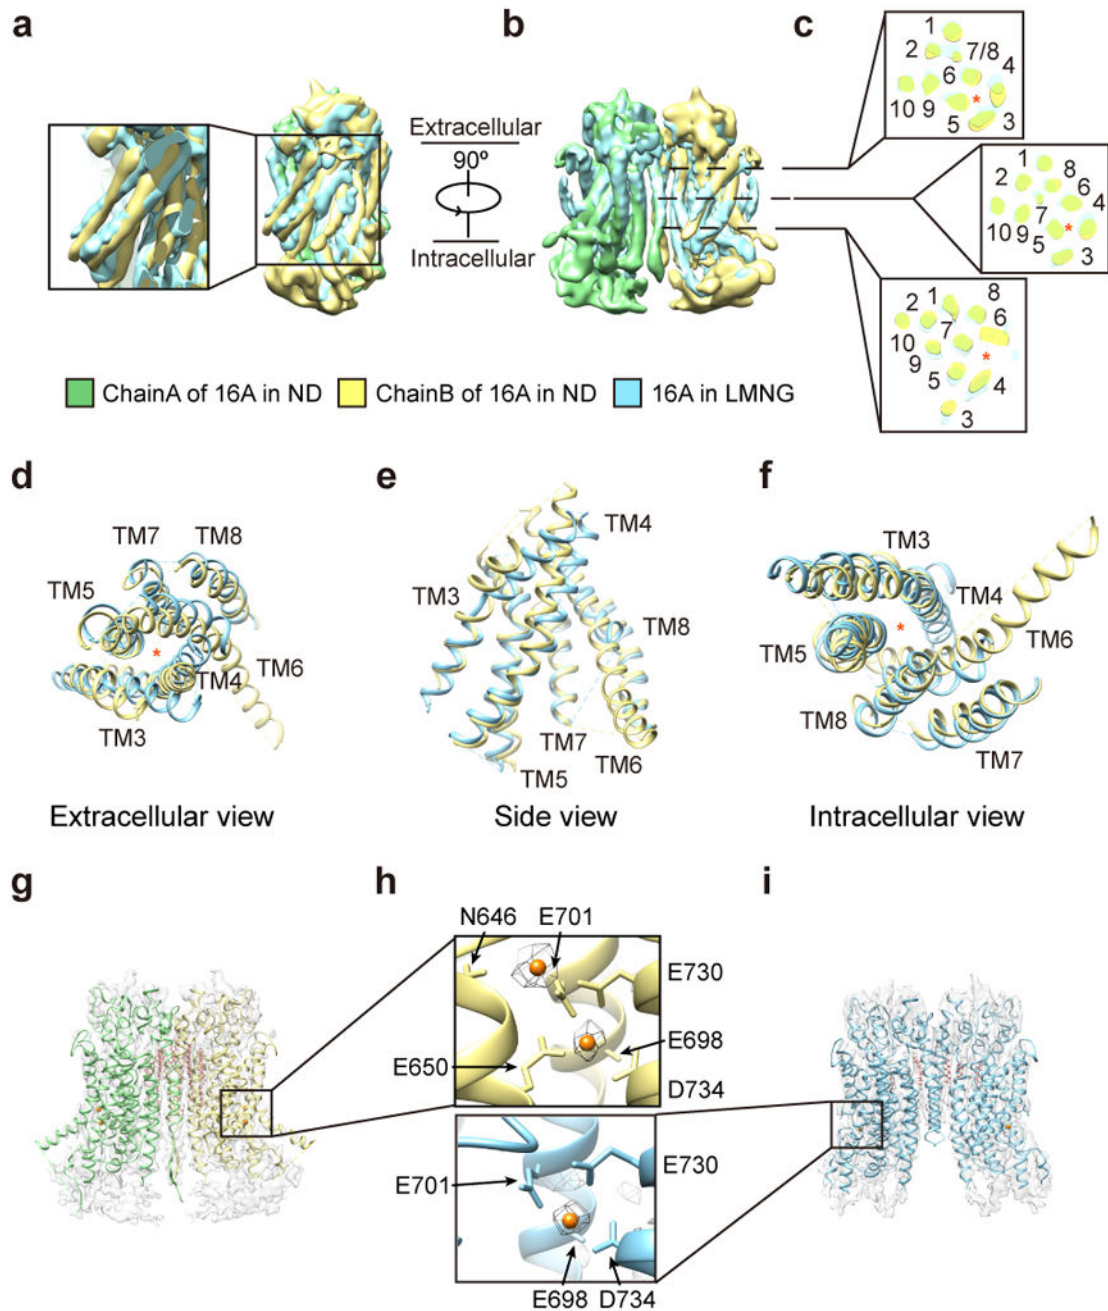 a
b
c
Extracellular
90º
Intracellular
1
2
7/8
6
4
*
10
9
5
3
1
2
8
6
4
7
*
10
9
5
3
1
8
2
6
7
10
*
9
5
4
3
ChainA of 16A in ND
ChainB of 16A in ND
16A in LMNG
d
e
f
TM7
TM8
TM5
*
TM6
TM4
TM3
Extracellular view
TM4
TM3
TM8
TM7
TM6
TM5
Side view
TM3
TM4
*
TM6
TM5
TM8
TM7
Intracellular view
g
h
i
N646
E701
E730
E698
E650
D734
E701
E730
E698
D734